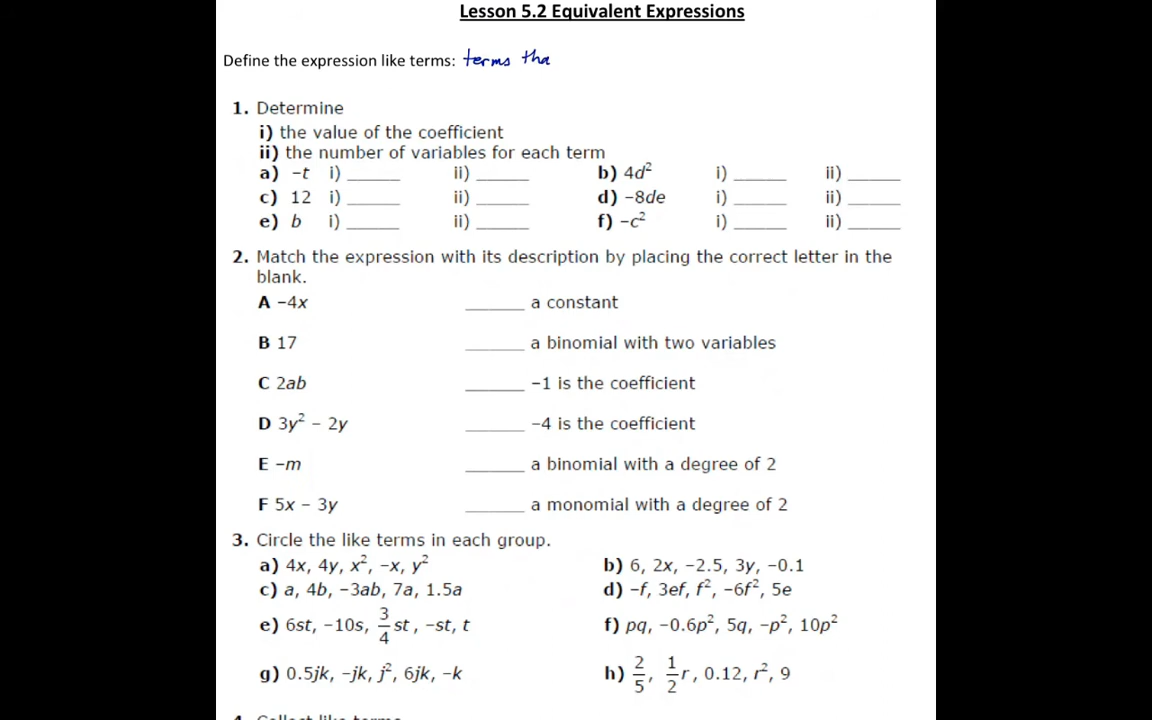 Lesson 5.2 Equivalent Expressions
Define the expression like terms: terms tha
1. Determine
i) the value of the coefficient
ii) the number of variables for each term
a) -t i) ______ ii) ______ b) 4d² i) ______ ii) ______
c) 12 i) ______ ii) ______ d) -8de i) ______ ii) ______
e) b i) ______ ii) ______ f) -c² i) ______ ii) ______
2. Match the expression with its description by placing the correct letter in the
blank.
A -4x ______ a constant
B 17 ______ a binomial with two variables
C 2ab ______ -1 is the coefficient
D 3y² - 2y ______ -4 is the coefficient
E -m ______ a binomial with a degree of 2
F 5x - 3y ______ a monomial with a degree of 2
3. Circle the like terms in each group.
a) 4x, 4y, x², -x, y² b) 6, 2x, -2.5, 3y, -0.1
c) a, 4b, -3ab, 7a, 1.5a d) -f, 3ef, f², -6f², 5e
e) 6st, -10s, 3/4 st, -st, t f) pq, -0.6p², 5q, -p², 10p²
g) 0.5jk, -jk, j², 6jk, -k h) 2/5, 1/2 r, 0.12, r², 9
4. Collect like terms.